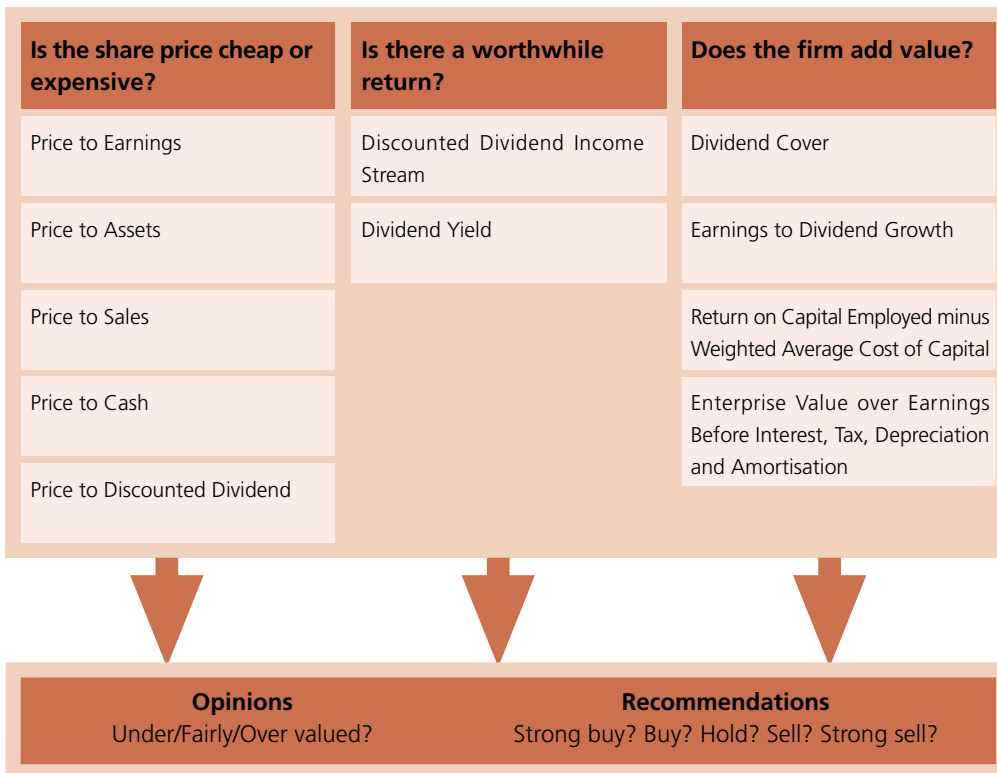 Is the share price cheap or
expensive?
Price to Earnings
Price to Assets
Price to Sales
Price to Cash
Price to Discounted Dividend
Is there a worthwhile
return?
Discounted Dividend Income
Stream
Dividend Yield
Does the firm add value?
Dividend Cover
Earnings to Dividend Growth
Return on Capital Employed minus
Weighted Average Cost of Capital
Enterprise Value over Earnings
Before Interest, Tax, Depreciation
and Amortisation
Opinions
Under/Fairly/Over valued?
Recommendations
Strong buy? Buy? Hold? Sell? Strong sell?